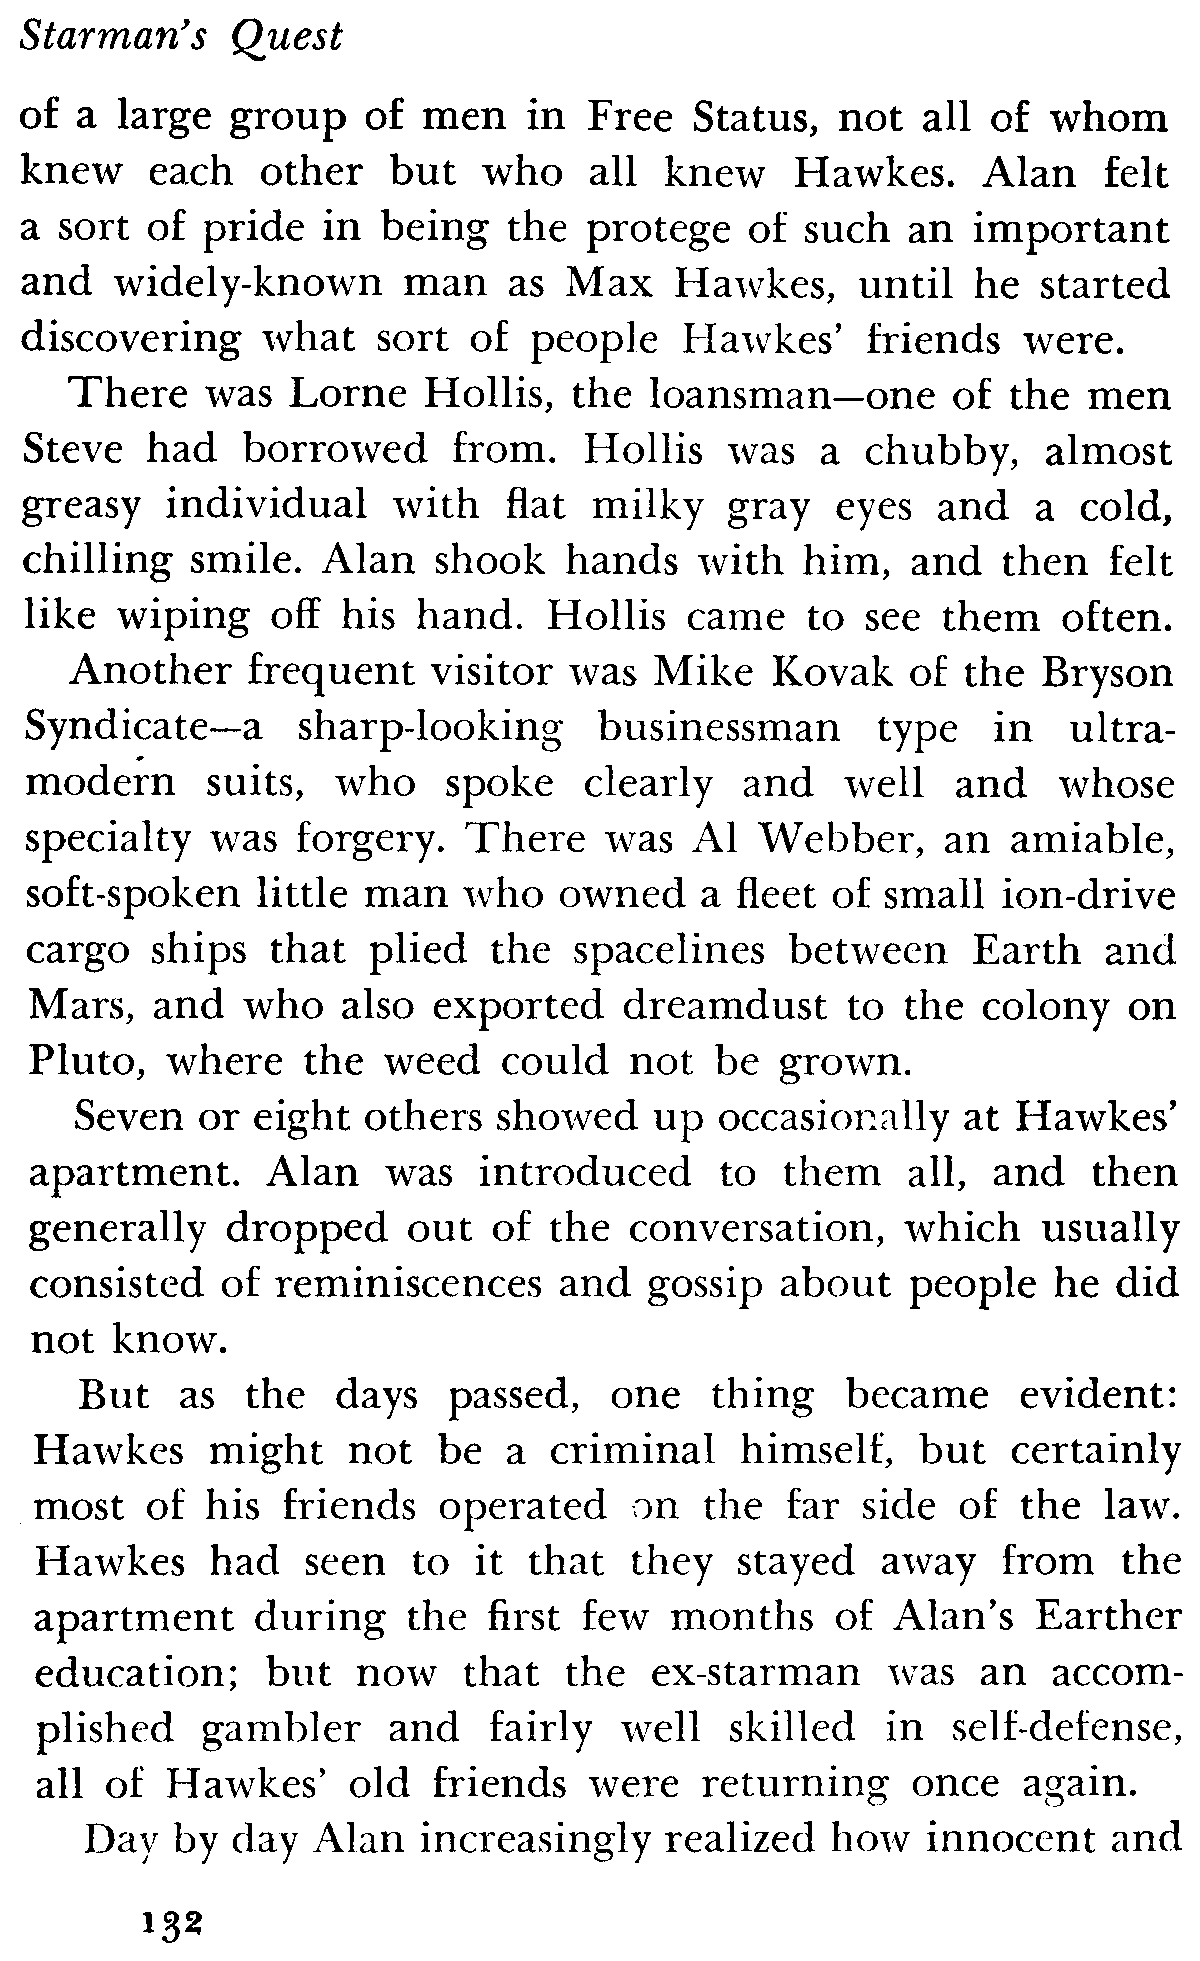 Starman's Quest
of a large group of men in Free Status, not all of whom
knew each other but who all knew Hawkes. Alan felt
a sort of pride in being the protege of such an important
and widely-known man as Max Hawkes, until he started
discovering what sort of people Hawkes' friends were.
There was Lorne Hollis, the loansman—one of the men
Steve had borrowed from. Hollis was a chubby, almost
greasy individual with flat milky gray eyes and a cold,
chilling smile. Alan shook hands with him, and then felt
like wiping off his hand. Hollis came to see them often.
Another frequent visitor was Mike Kovak of the Bryson
Syndicate—a sharp-looking businessman type in ultra-
modern suits, who spoke clearly and well and whose
specialty was forgery. There was Al Webber, an amiable,
soft-spoken little man who owned a fleet of small ion-drive
cargo ships that plied the spacelines between Earth and
Mars, and who also exported dreamdust to the colony on
Pluto, where the weed could not be grown.
Seven or eight others showed up occasionally at Hawkes'
apartment. Alan was introduced to them all, and then
generally dropped out of the conversation, which usually
consisted of reminiscences and gossip about people he did
not know.
But as the days passed, one thing became evident:
Hawkes might not be a criminal himself, but certainly
most of his friends operated on the far side of the law.
Hawkes had seen to it that they stayed away from the
apartment during the first few months of Alan's Earther
education; but now that the ex-starman was an accom-
plished gambler and fairly well skilled in self-defense,
all of Hawkes' old friends were returning once again.
Day by day Alan increasingly realized how innocent and
132